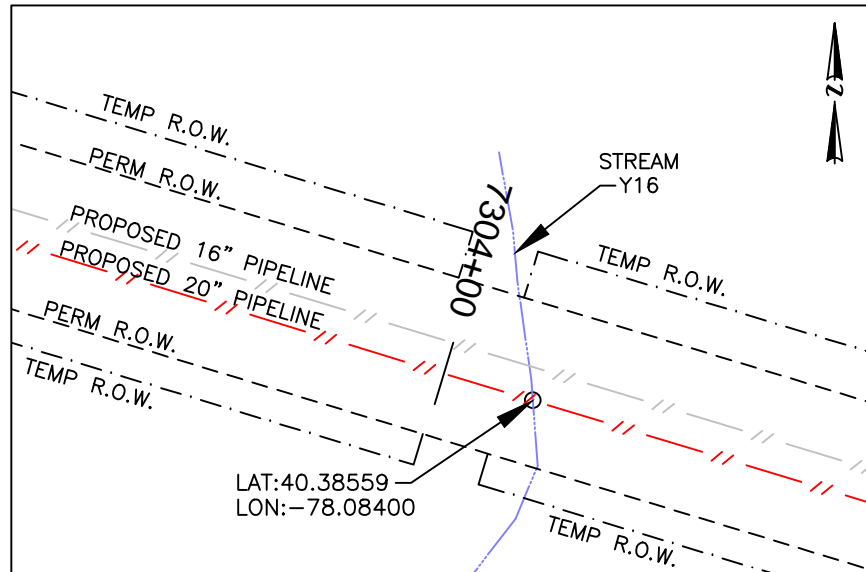 TEMP R.O.W.
PERM R.O.W.
STREAM
Y16
N
7304+00
PROPOSED 16" PIPELINE
PROPOSED 20" PIPELINE
TEMP R.O.W.
PERM R.O.W.
TEMP R.O.W.
LAT:40.38559
LON:-78.08400
TEMP R.O.W.